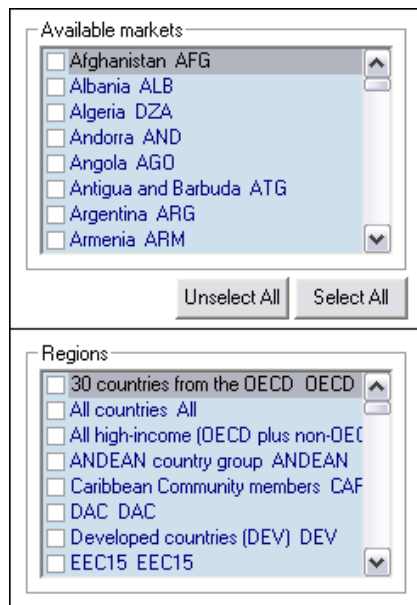 Available markets
Afghanistan AFG
Albania ALB
Algeria DZA
Andorra AND
Angola AGO
Antigua and Barbuda ATG
Argentina ARG
Armenia ARM
Unselect All Select All
Regions
30 countries from the OECD OECD
All countries All
All high-income (OECD plus non-OEC
ANDEAN country group ANDEAN
Caribbean Community members CAF
DAC DAC
Developed countries (DEV) DEV
EEC15 EEC15